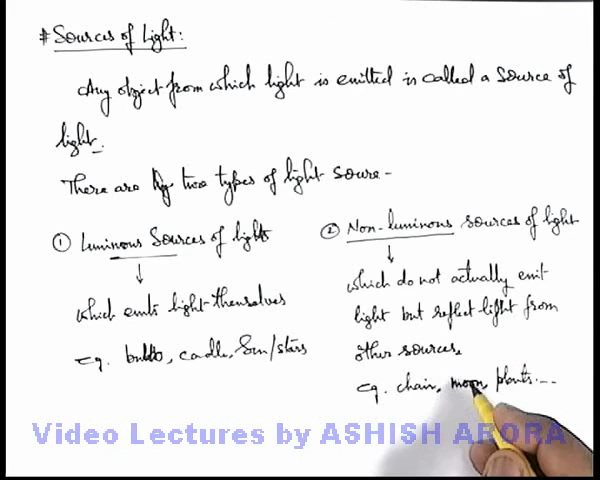 # Sources of Light:
Any object from which light is emitted is called a source of
light.
There are two types of light soure -
① Luminous Sources of light
↓
which emits light themselves
eg. bulb, cadle, Sun/stars
② Non-luminous sources of light
↓
which do not actually emit
light but reflect light from
other sources.
eg. chair, moon, plants...
Video Lectures by ASHISH ARORA